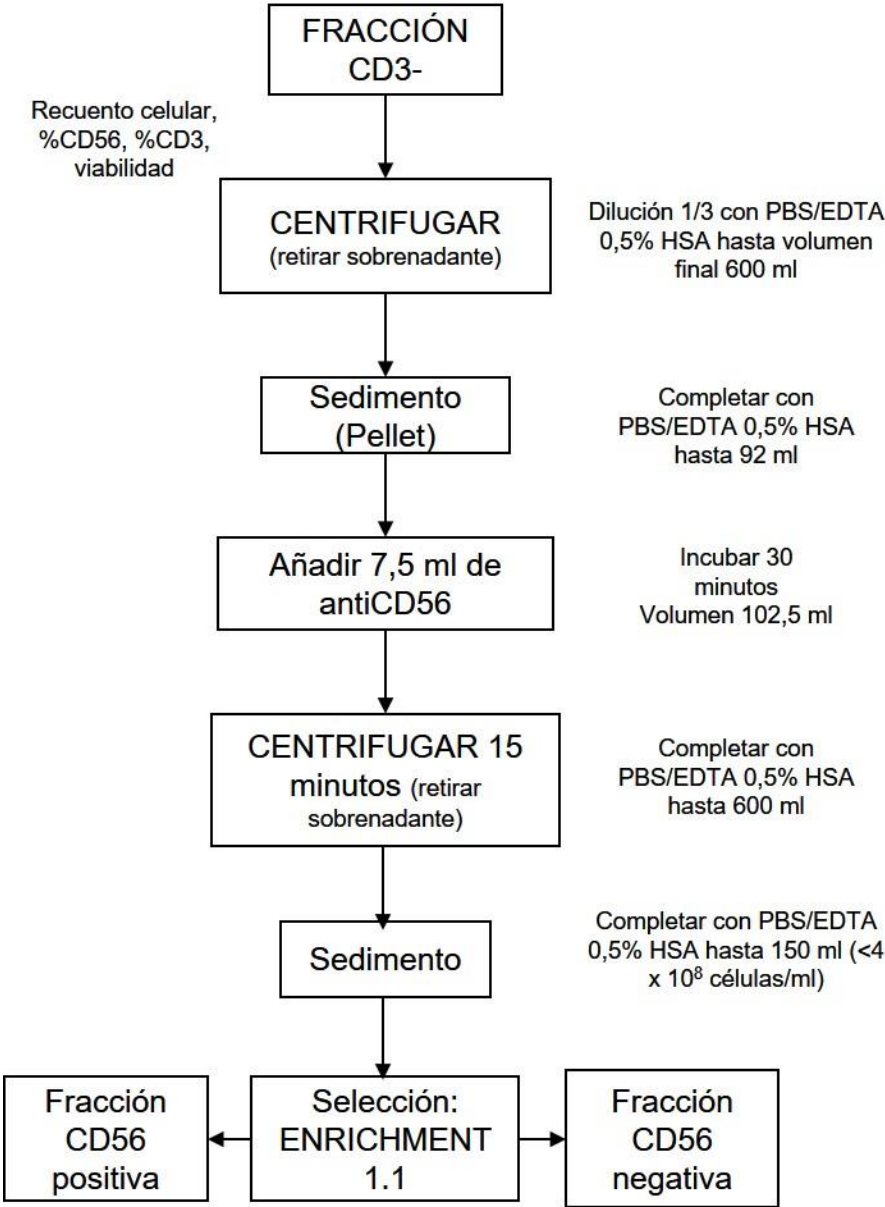 FRACCIÓN
CD3-
Recuento celular,
%CD56, %CD3,
viabilidad
CENTRIFUGAR
(retirar sobrenadante)
Dilución 1/3 con PBS/EDTA
0,5% HSA hasta volumen
final 600 ml
Sedimento
(Pellet)
Completar con
PBS/EDTA 0,5% HSA
hasta 92 ml
Añadir 7,5 ml de
antiCD56
Incubar 30
minutos
Volumen 102,5 ml
CENTRIFUGAR 15
minutos (retirar
sobrenadante)
Completar con
PBS/EDTA 0,5% HSA
hasta 600 ml
Sedimento
Completar con PBS/EDTA
0,5% HSA hasta 150 ml (<4
x 10⁸ células/ml)
Fracción
CD56
positiva
Selección:
ENRICHMENT
1.1
Fracción
CD56
negativa